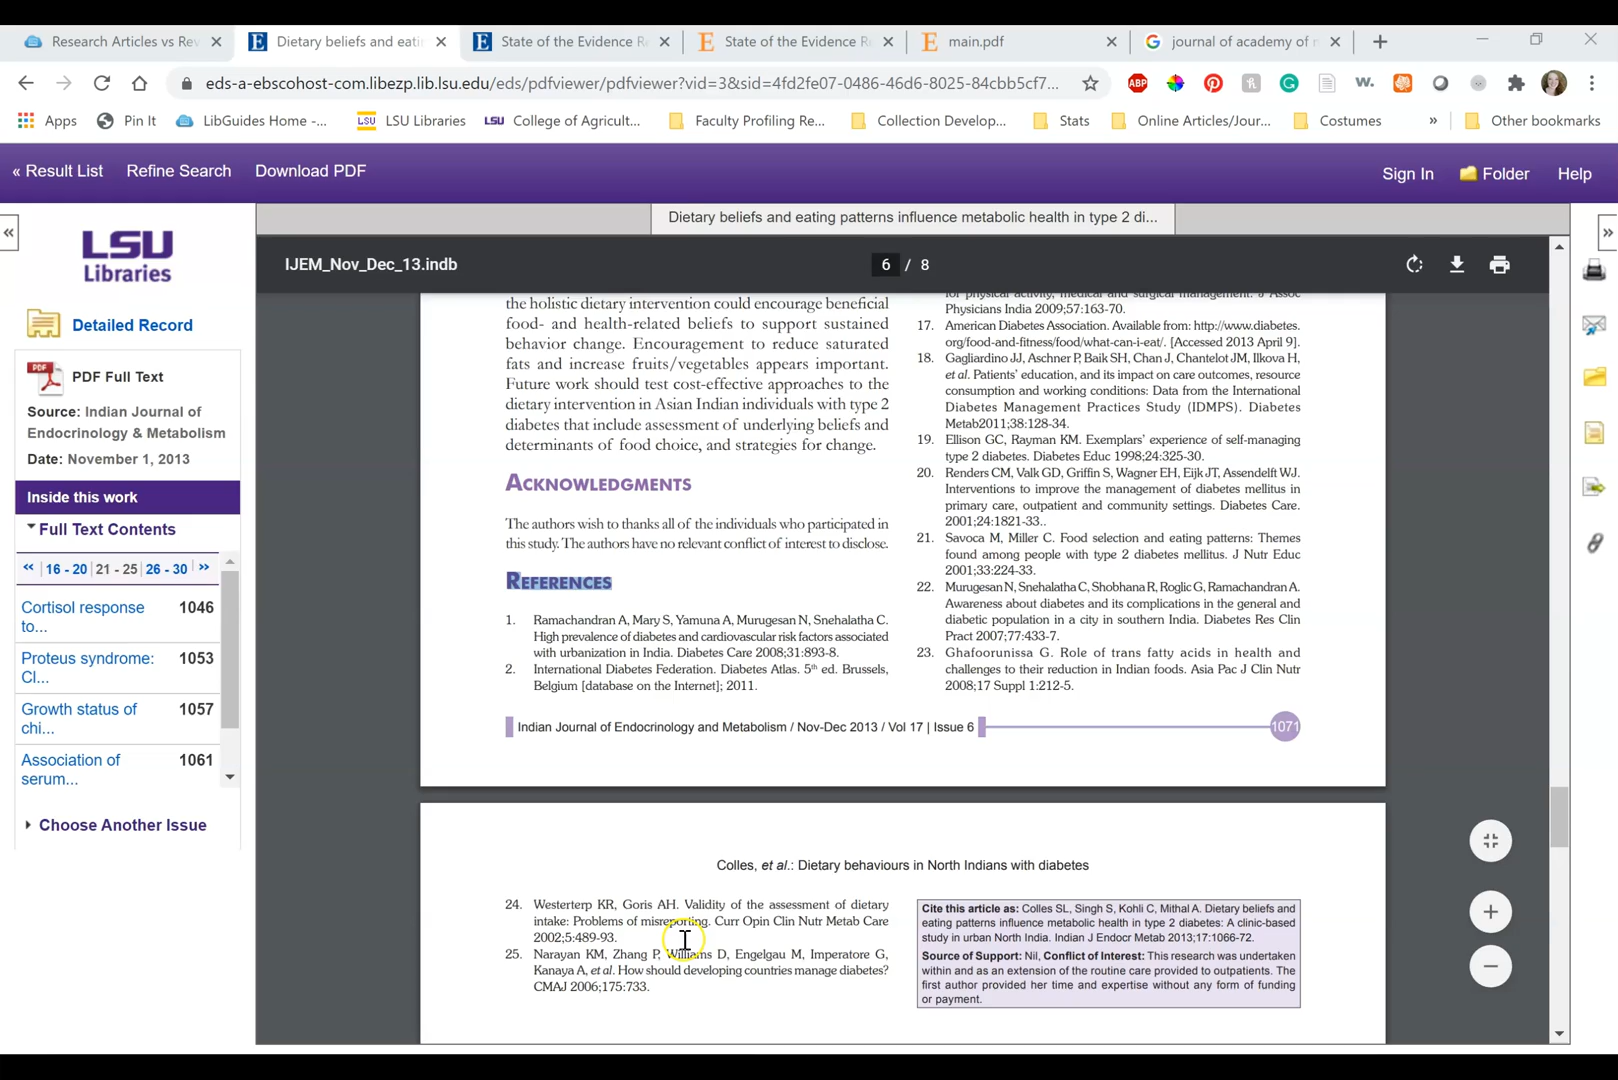 Research Articles vs Rev
Dietary beliefs and eati
State of the Evidence R
State of the Evidence R
main.pdf
journal of academy of n
eds-a-ebscohost-com.libezp.lib.lsu.edu/eds/pdfviewer/pdfviewer?vid=3&sid=4fd2fe07-0486-46d6-8025-84cbb5cf7...
ABP
Apps
Pin It
LibGuides Home -...
LSU Libraries
College of Agricult...
Faculty Profiling Re...
Collection Develop...
Stats
Online Articles/Jour...
Costumes
»
Other bookmarks
« Result List
Refine Search
Download PDF
Sign In
Folder
Help
Dietary beliefs and eating patterns influence metabolic health in type 2 di...
LSU
Libraries
Detailed Record
PDF Full Text
Source: Indian Journal of
Endocrinology & Metabolism
Date: November 1, 2013
Inside this work
Full Text Contents
« 16 - 20 21 - 25 26 - 30 »
Cortisol response 1046
to...
Proteus syndrome: 1053
Cl...
Growth status of 1057
chi...
Association of 1061
serum...
Choose Another Issue
IJEM_Nov_Dec_13.indb
6 / 8
the holistic dietary intervention could encourage beneficial
food- and health-related beliefs to support sustained
behavior change. Encouragement to reduce saturated
fats and increase fruits/vegetables appears important.
Future work should test cost-effective approaches to the
dietary intervention in Asian Indian individuals with type 2
diabetes that include assessment of underlying beliefs and
determinants of food choice, and strategies for change.
ACKNOWLEDGMENTS
The authors wish to thanks all of the individuals who participated in
this study. The authors have no relevant conflict of interest to disclose.
REFERENCES
1. Ramachandran A, Mary S, Yamuna A, Murugesan N, Snehalatha C.
High prevalence of diabetes and cardiovascular risk factors associated
with urbanization in India. Diabetes Care 2008;31:893-8.
2. International Diabetes Federation. Diabetes Atlas. 5th ed. Brussels,
Belgium [database on the Internet]; 2011.
for physical activity, medical and surgical management. J Assoc
Physicians India 2009;57:163-70.
17. American Diabetes Association. Available from: http://www.diabetes.
org/food-and-fitness/food/what-can-i-eat/. [Accessed 2013 April 9].
18. Gagliardino JJ, Aschner P, Baik SH, Chan J, Chantelot JM, Ilkova H,
et al. Patients' education, and its impact on care outcomes, resource
consumption and working conditions: Data from the International
Diabetes Management Practices Study (IDMPS). Diabetes
Metab2011;38:128-34.
19. Ellison GC, Rayman KM. Exemplars' experience of self-managing
type 2 diabetes. Diabetes Educ 1998;24:325-30.
20. Renders CM, Valk GD, Griffin S, Wagner EH, Eijk JT, Assendelft WJ.
Interventions to improve the management of diabetes mellitus in
primary care, outpatient and community settings. Diabetes Care.
2001;24:1821-33..
21. Savoca M, Miller C. Food selection and eating patterns: Themes
found among people with type 2 diabetes mellitus. J Nutr Educ
2001;33:224-33.
22. Murugesan N, Snehalatha C, Shobhana R, Roglic G, Ramachandran A.
Awareness about diabetes and its complications in the general and
diabetic population in a city in southern India. Diabetes Res Clin
Pract 2007;77:433-7.
23. Ghafoorunissa G. Role of trans fatty acids in health and
challenges to their reduction in Indian foods. Asia Pac J Clin Nutr
2008;17 Suppl 1:212-5.
Indian Journal of Endocrinology and Metabolism / Nov-Dec 2013 / Vol 17 | Issue 6
1071
Colles, et al.: Dietary behaviours in North Indians with diabetes
24. Westerterp KR, Goris AH. Validity of the assessment of dietary
intake: Problems of misreporting. Curr Opin Clin Nutr Metab Care
2002;5:489-93.
25. Narayan KM, Zhang P, Williams D, Engelgau M, Imperatore G,
Kanaya A, et al. How should developing countries manage diabetes?
CMAJ 2006;175:733.
Cite this article as: Colles SL, Singh S, Kohli C, Mithal A. Dietary beliefs and
eating patterns influence metabolic health in type 2 diabetes: A clinic-based
study in urban North India. Indian J Endocr Metab 2013;17:1066-72.
Source of Support: Nil, Conflict of Interest: This research was undertaken
within and as an extension of the routine care provided to outpatients. The
first author provided her time and expertise without any form of funding
or payment.